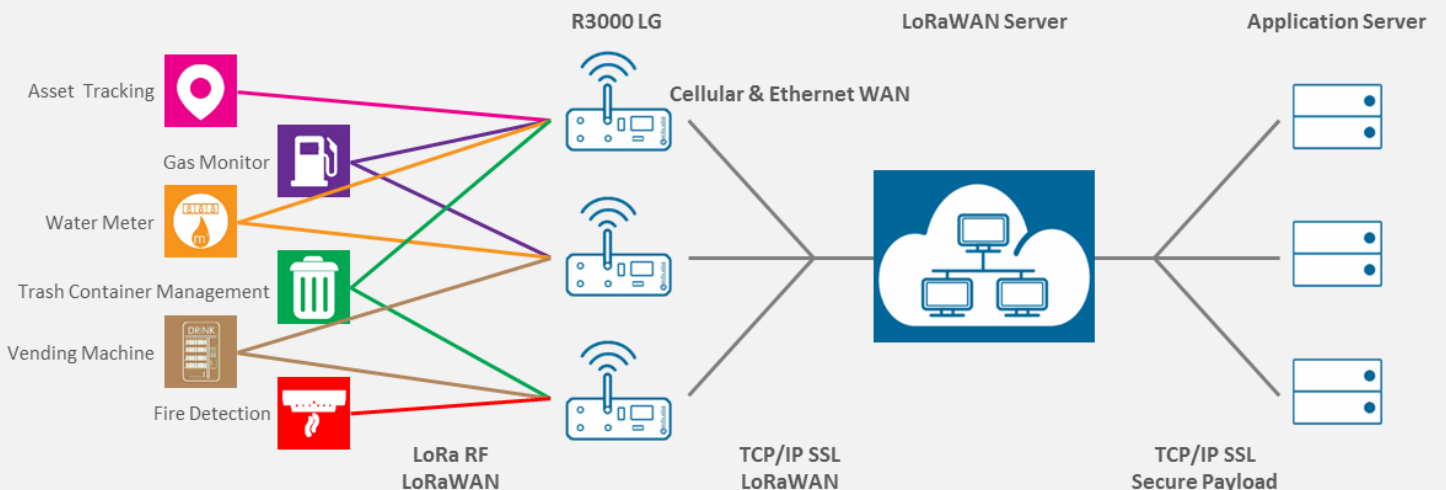 R3000 LG
LoRaWAN Server
Application Server
Asset Tracking
Cellular & Ethernet WAN
Gas Monitor
Water Meter
m³
Trash Container Management
DRINK
Vending Machine
Fire Detection
LoRa RF
LoRaWAN
TCP/IP SSL
LoRaWAN
TCP/IP SSL
Secure Payload